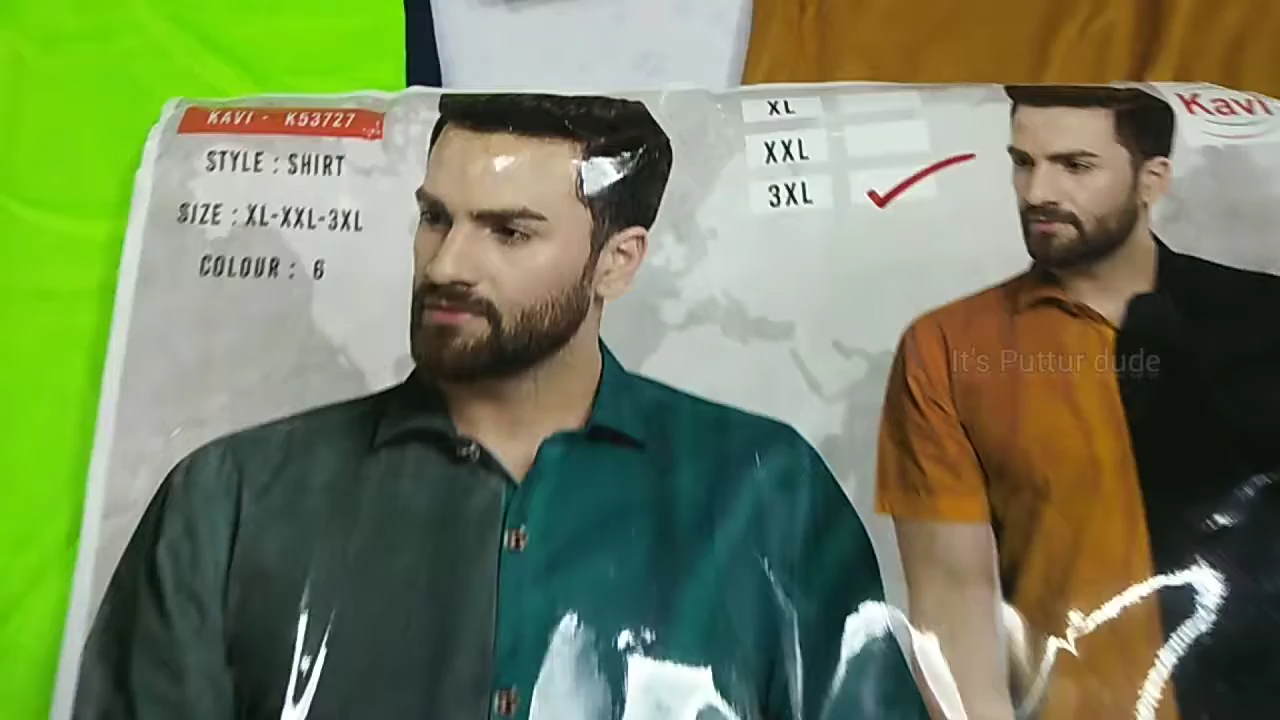 KAVI - K53727
STYLE : SHIRT
SIZE : XL-XXL-3XL
COLOUR : 6
XL
XXL
3XL
Kavi
It's Puttur dude